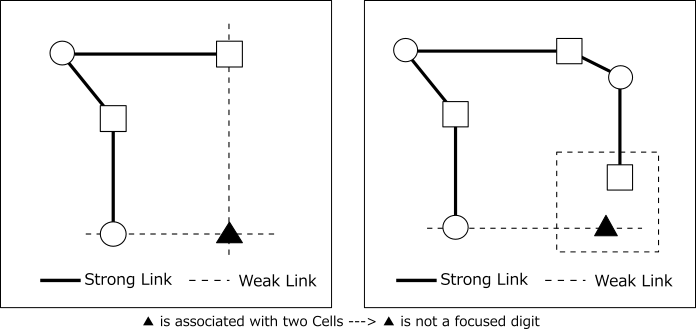 Strong Link Weak Link
Strong Link Weak Link
▲ is associated with two Cells ---> ▲ is not a focused digit